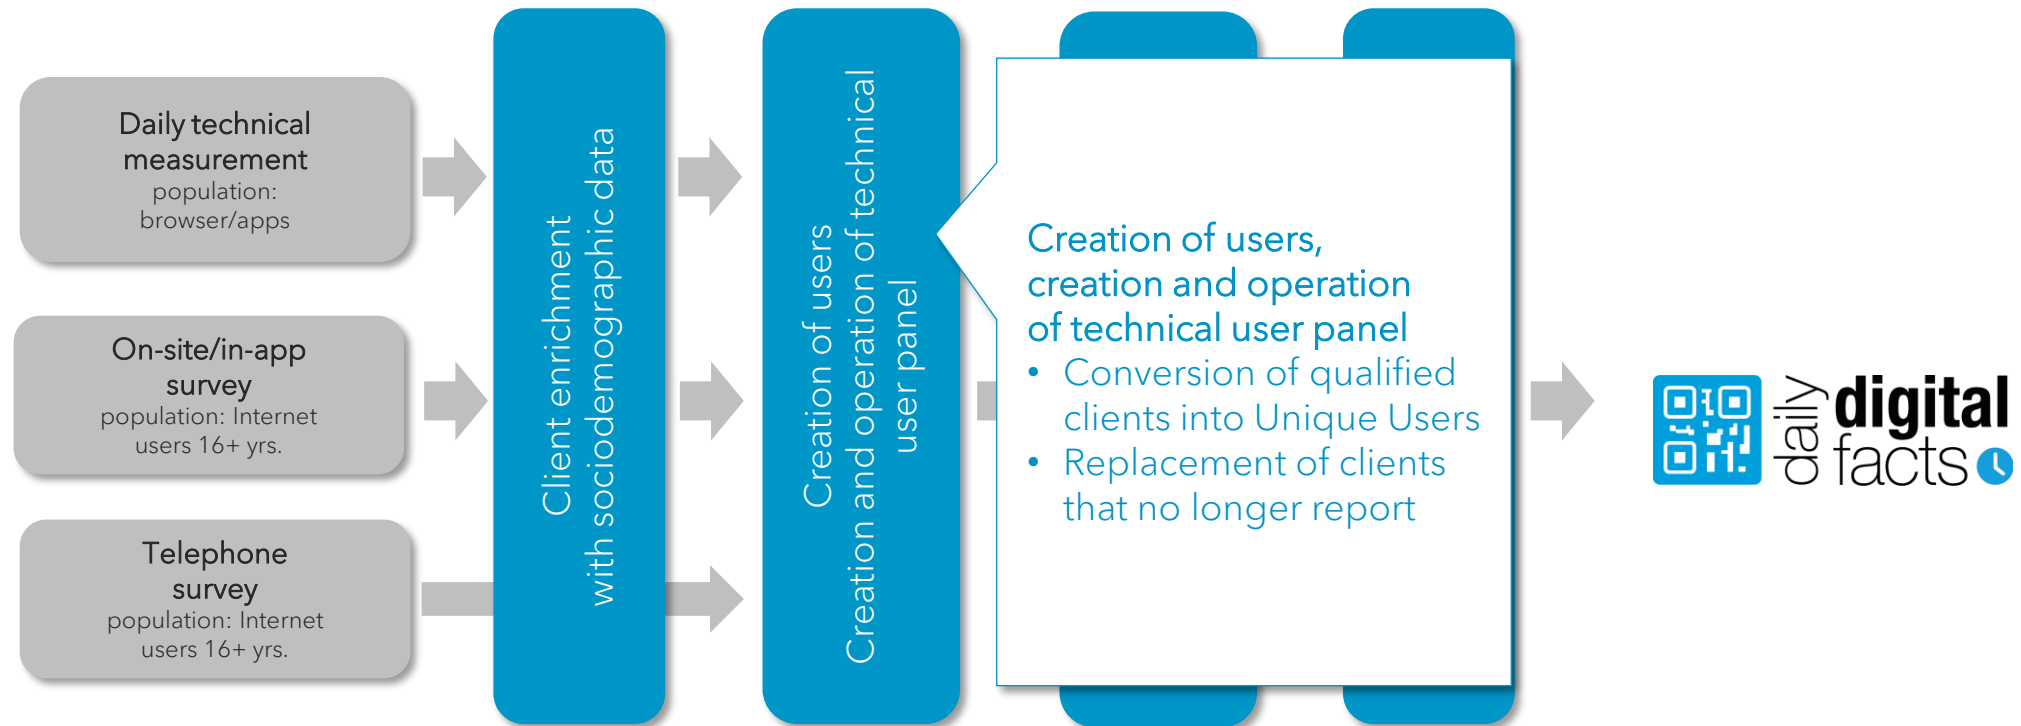 Daily technical
measurement
population:
browser/apps
On-site/in-app
survey
population: Internet
users 16+ yrs.
Telephone
survey
population: Internet
users 16+ yrs.
Client enrichment
with sociodemographic data
Creation of users
Creation and operation of technical
user panel
Creation of users,
creation and operation
of technical user panel
• Conversion of qualified
clients into Unique Users
• Replacement of clients
that no longer report
daily
digital
facts